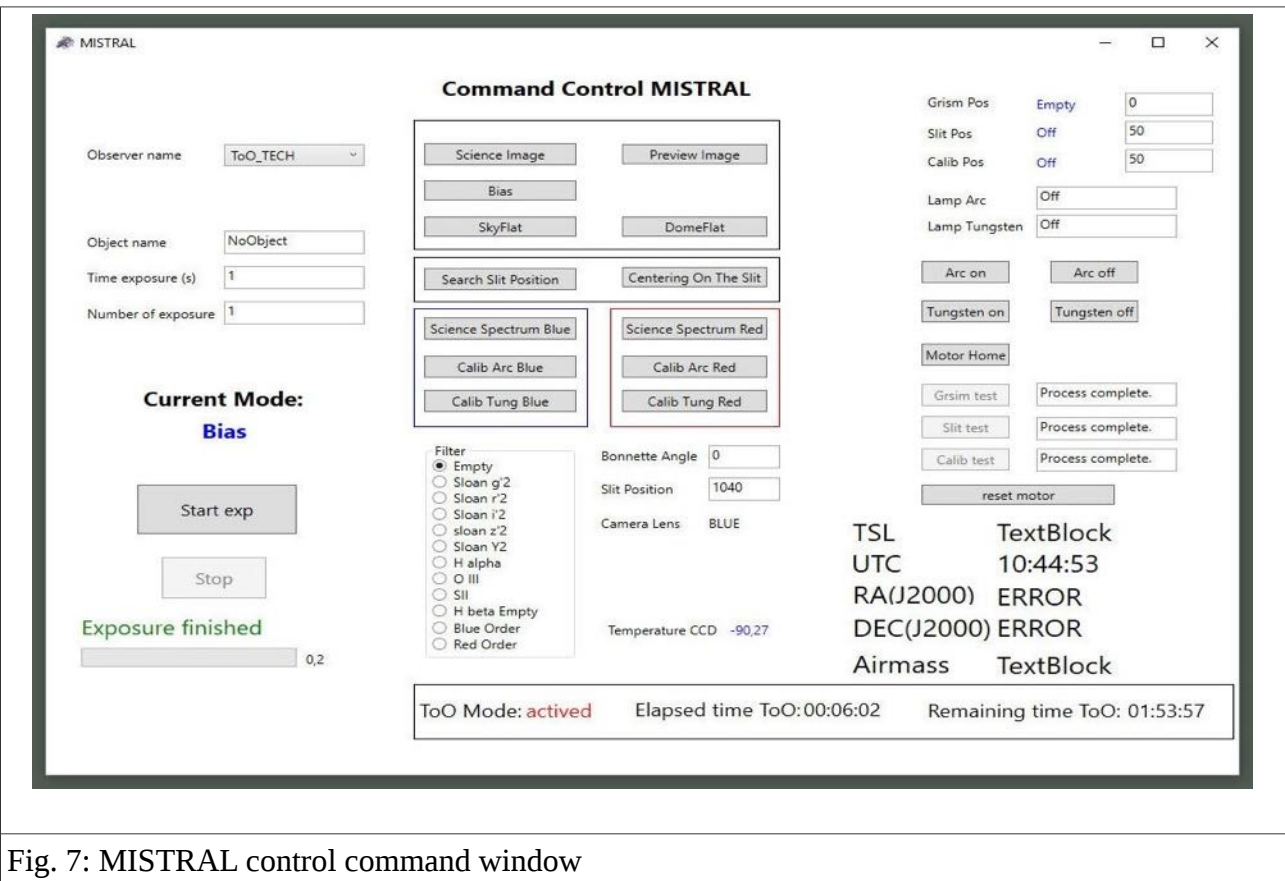 MISTRAL
Command Control MISTRAL
Observer name ToO_TECH
Object name NoObject
Time exposure (s) 1
Number of exposure 1
Current Mode:
Bias
Start exp
Stop
Exposure finished
0,2
Science Image Preview Image
Bias
SkyFlat DomeFlat
Search Slit Position Centering On The Slit
Science Spectrum Blue Science Spectrum Red
Calib Arc Blue Calib Arc Red
Calib Tung Blue Calib Tung Red
Filter
Empty
Sloan g'2
Sloan r'2
Sloan i'2
sloan z'2
Sloan Y2
H alpha
O III
SII
H beta Empty
Blue Order
Red Order
Bonnette Angle 0
Slit Position 1040
Camera Lens BLUE
Temperature CCD -90,27
Grism Pos Empty 0
Slit Pos Off 50
Calib Pos Off 50
Lamp Arc Off
Lamp Tungsten Off
Arc on Arc off
Tungsten on Tungsten off
Motor Home
Grsim test Process complete.
Slit test Process complete.
Calib test Process complete.
reset motor
TSL TextBlock
UTC 10:44:53
RA(J2000) ERROR
DEC(J2000) ERROR
Airmass TextBlock
ToO Mode: actived Elapsed time ToO: 00:06:02 Remaining time ToO: 01:53:57
Fig. 7: MISTRAL control command window